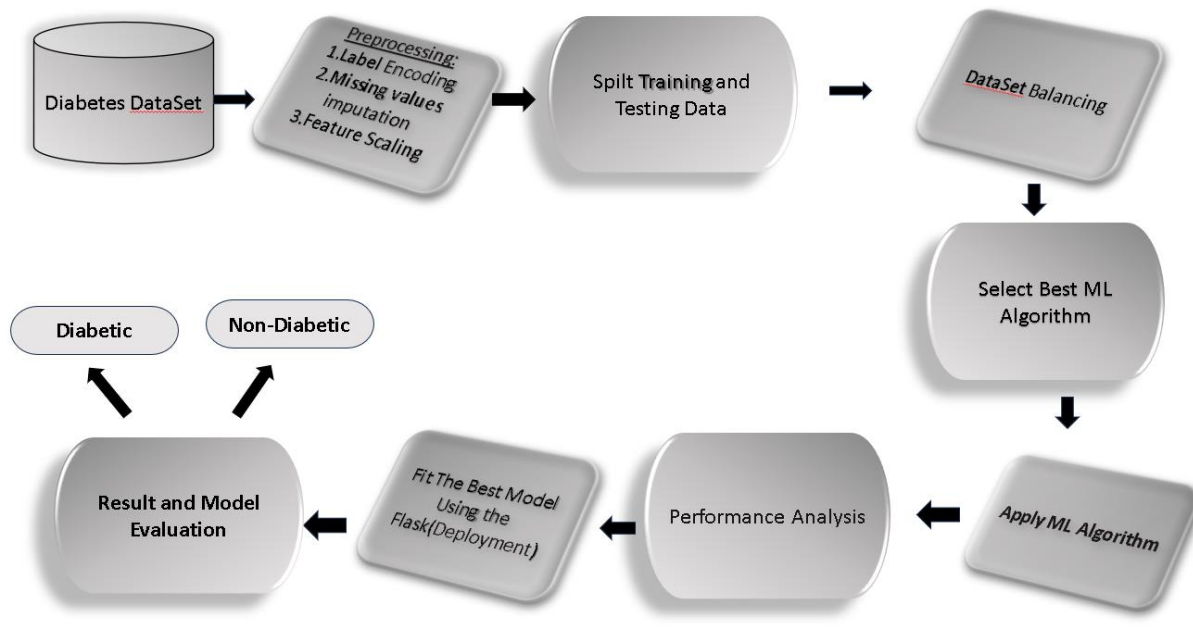 Diabetes DataSet
Preprocessing:
1.Label Encoding
2.Missing values
imputation
3.Feature Scaling
Spilt Training and
Testing Data
DataSet Balancing
Select Best ML
Algorithm
Apply ML Algorithm
Performance Analysis
Fit The Best Model
Using the
Flask(Deployment)
Result and Model
Evaluation
Diabetic
Non-Diabetic